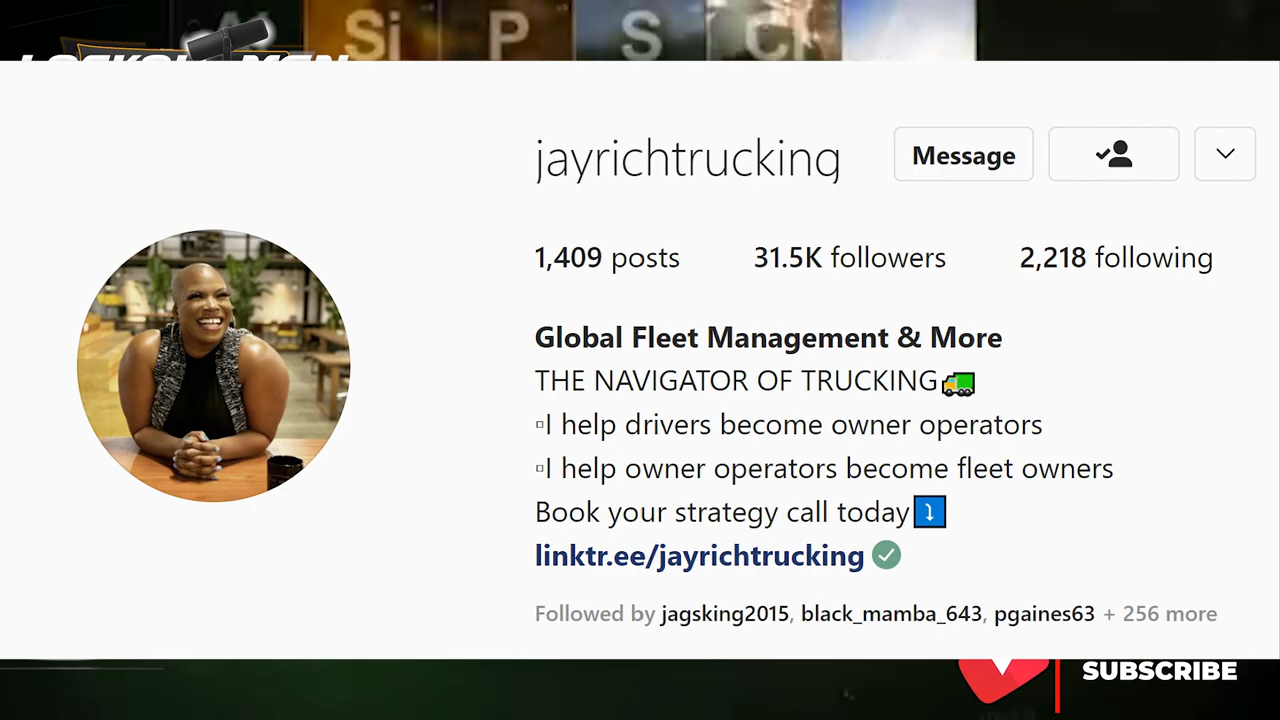 Si P S Cl
jayrichtrucking Message
1,409 posts 31.5K followers 2,218 following
Global Fleet Management & More
THE NAVIGATOR OF TRUCKING🚛
▫I help drivers become owner operators
▫I help owner operators become fleet owners
Book your strategy call today⤵
linktr.ee/jayrichtrucking
Followed by jagsking2015, black_mamba_643, pgaines63 + 256 more
SUBSCRIBE